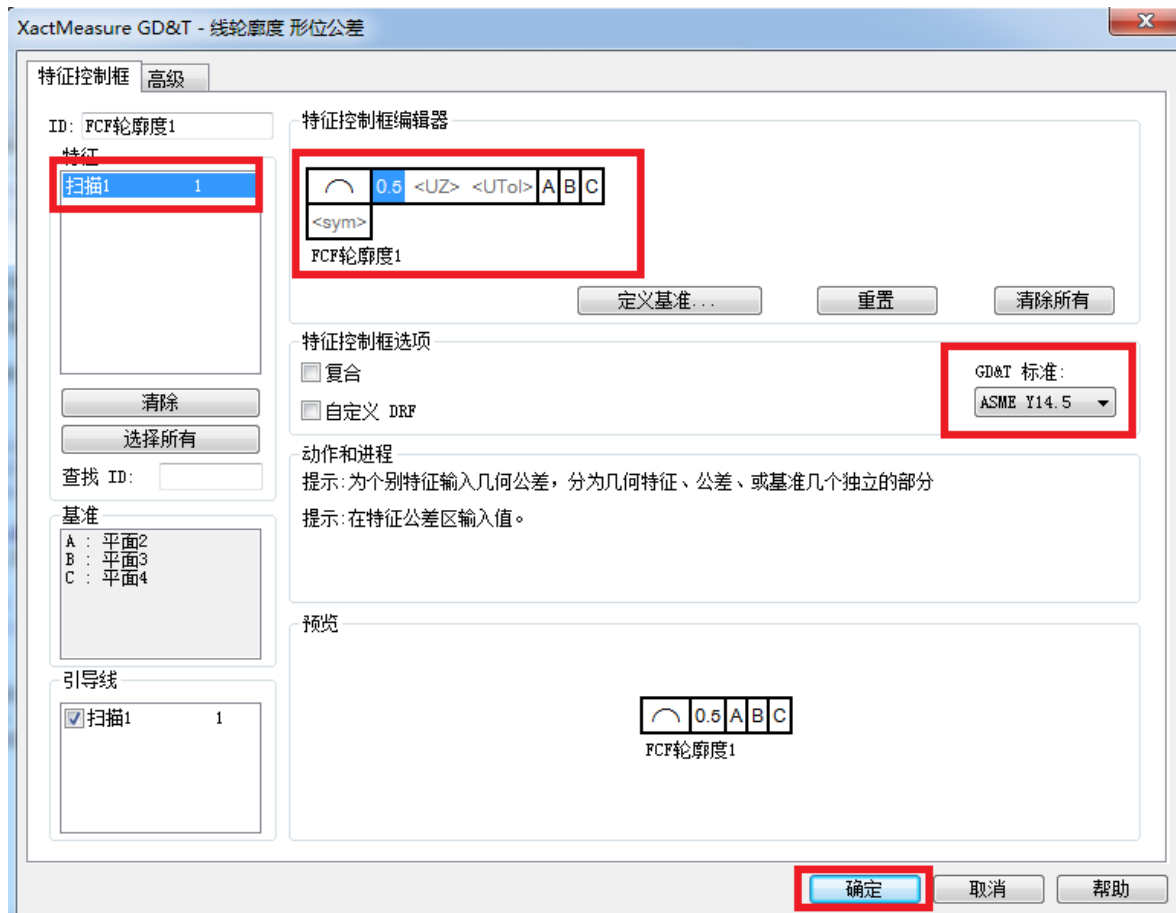 XactMeasure GD&T - 线轮廓度 形位公差
特征控制框 高级
ID: FCF轮廓度1
特征
扫描1 1
清除
选择所有
查找 ID:
基准
A : 平面2
B : 平面3
C : 平面4
引导线
扫描1 1
特征控制框编辑器
0.5 <UZ> <UTol> A B C
<sym>
FCF轮廓度1
定义基准... 重置 清除所有
特征控制框选项
复合
自定义 DRF
GD&T 标准:
ASME Y14.5
动作和进程
提示:为个别特征输入几何公差，分为几何特征、公差、或基准几个独立的部分
提示:在特征公差区输入值。
预览
0.5 A B C
FCF轮廓度1
确定 取消 帮助